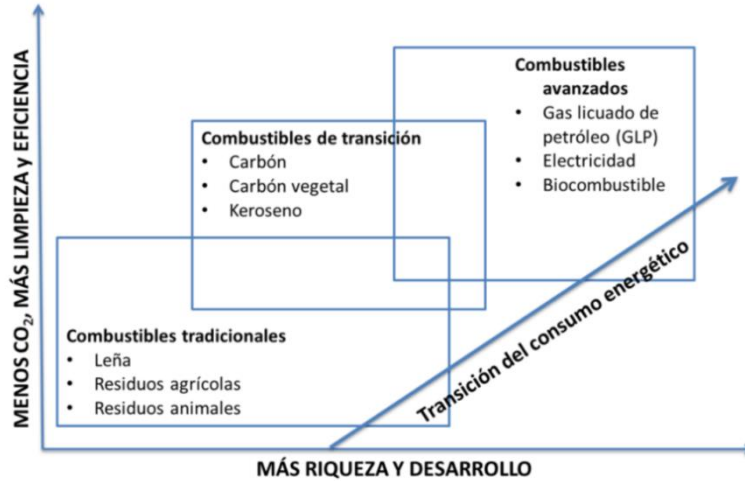 MENOS CO₂, MÁS LIMPIEZA y EFICIENCIA
Combustibles
avanzados
• Gas licuado de
petróleo (GLP)
• Electricidad
• Biocombustible
Combustibles de transición
• Carbón
• Carbón vegetal
• Keroseno
Combustibles tradicionales
• Leña
• Residuos agrícolas
• Residuos animales
Transición del consumo energético
MÁS RIQUEZA Y DESARROLLO